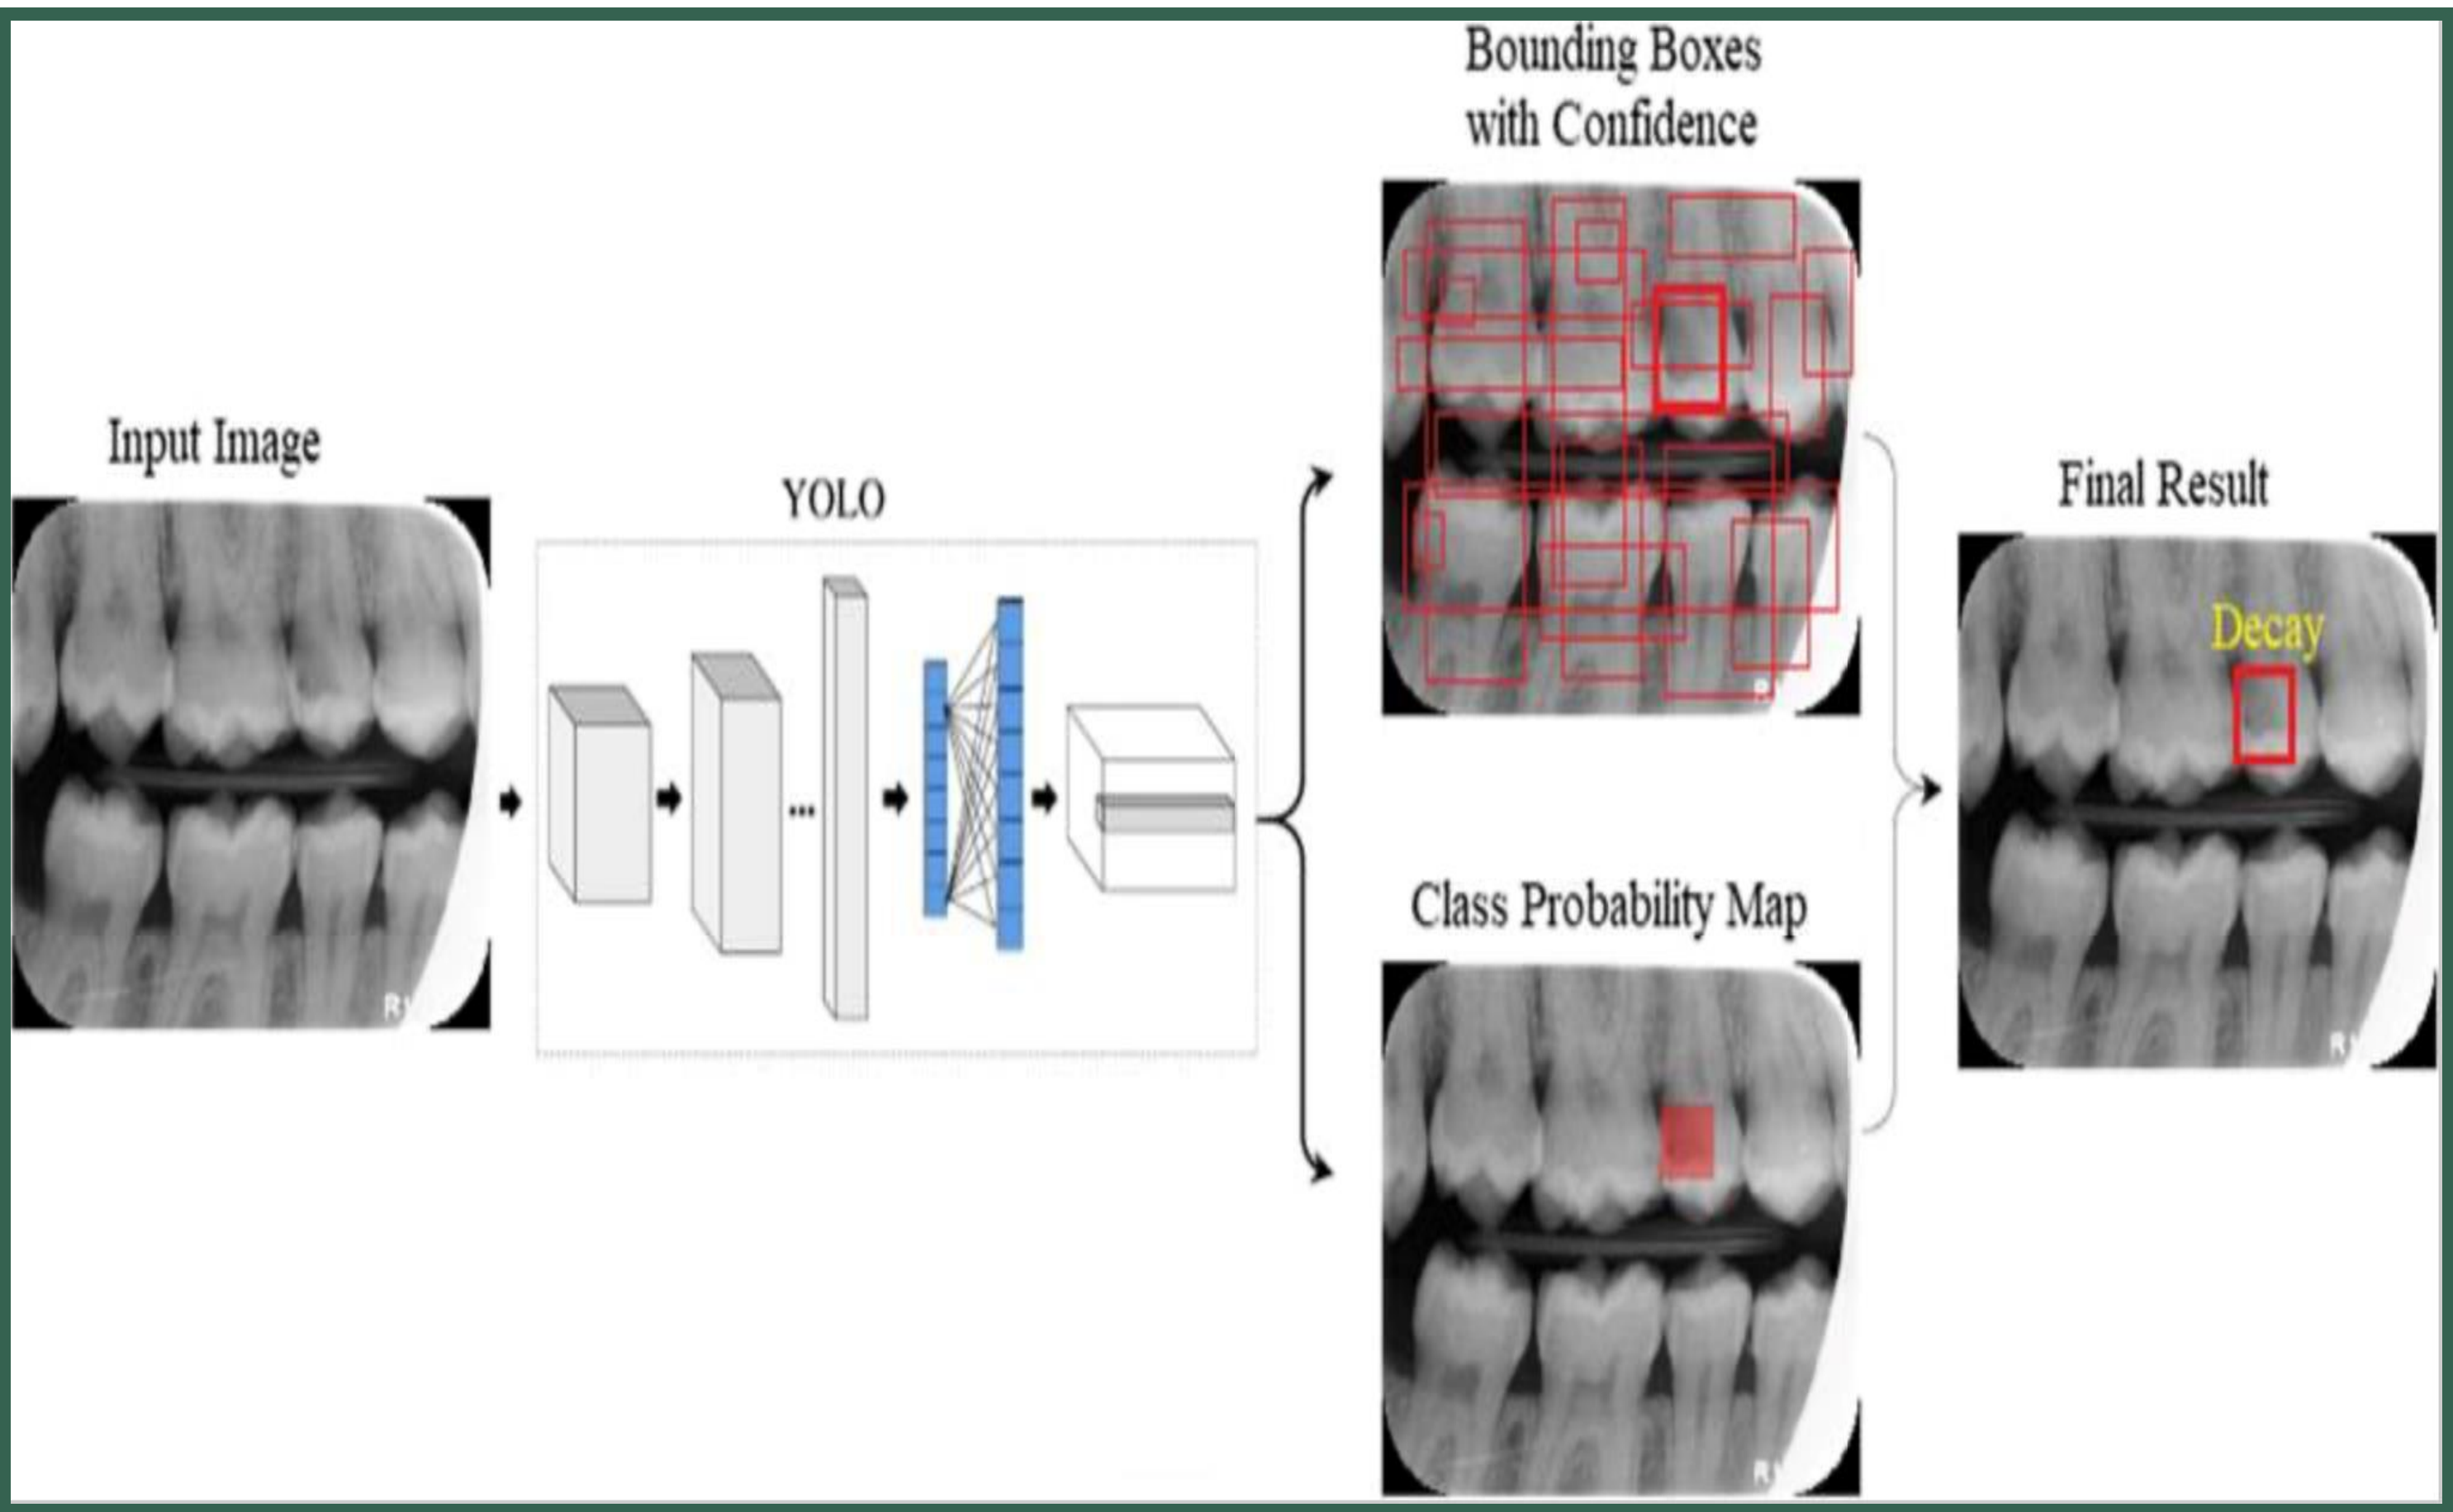 Input Image
YOLO
...
Bounding Boxes
with Confidence
Class Probability Map
Final Result
Decay
R
R
R
R